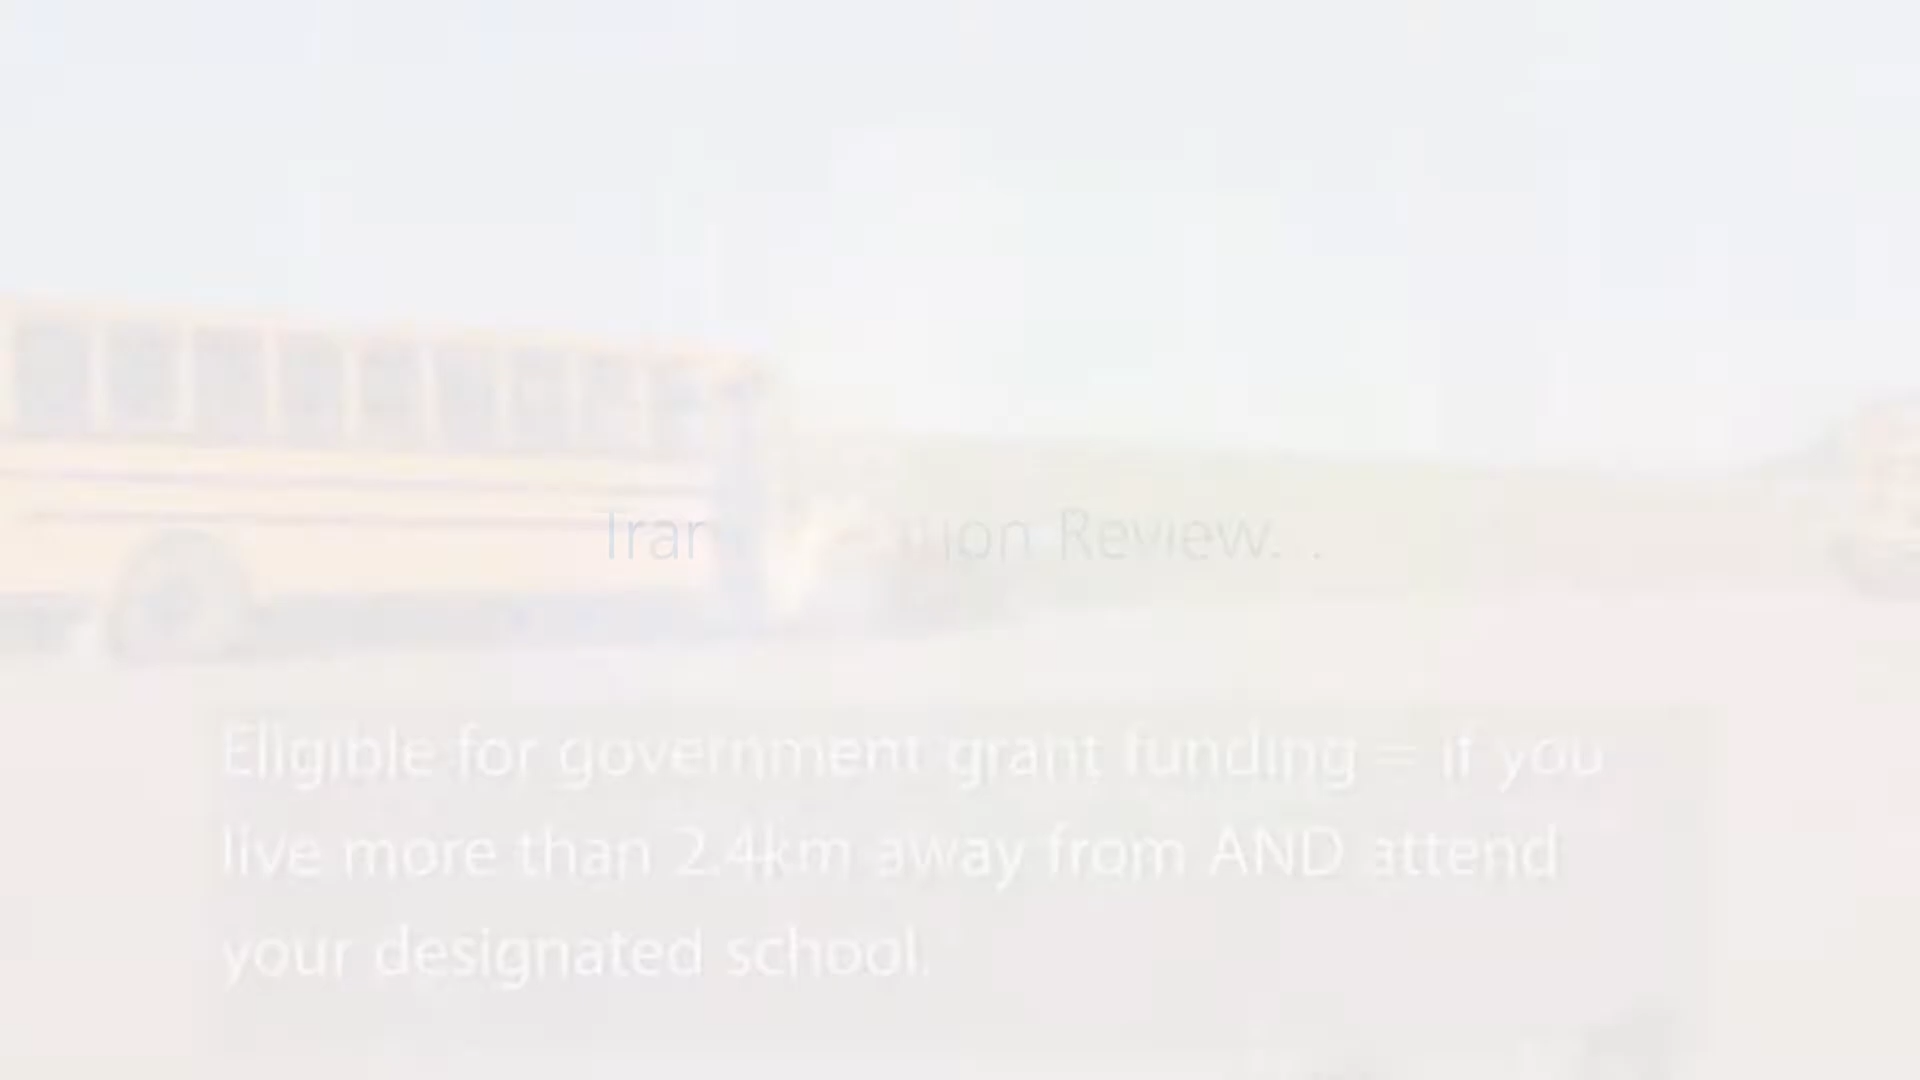 ion Review. .
Eligible for government grant funding = if you
live more than 2.4km away from AND attend
your designated school.